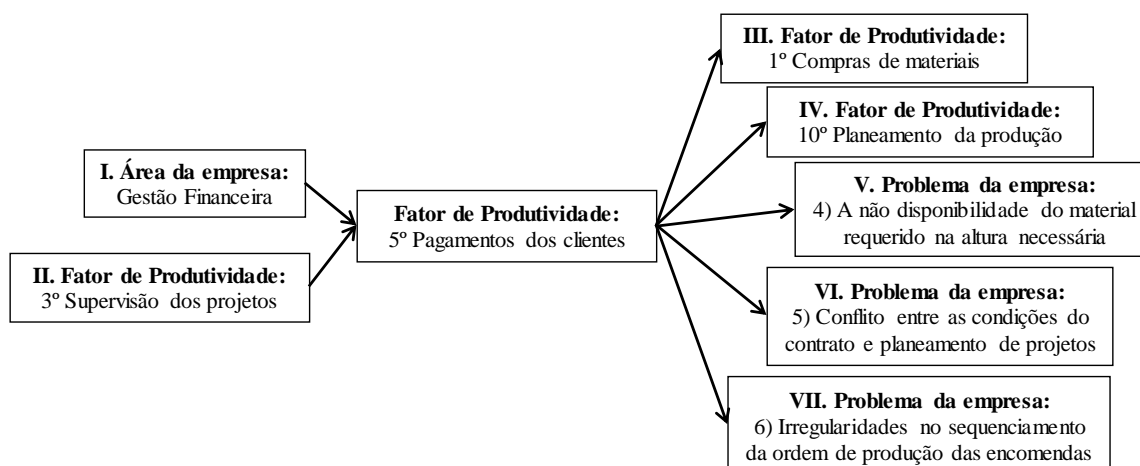 III. Fator de Produtividade:
1º Compras de materiais
IV. Fator de Produtividade:
10º Planeamento da produção
I. Área da empresa:
Gestão Financeira
V. Problema da empresa:
4) A não disponibilidade do material
requerido na altura necessária
Fator de Produtividade:
5º Pagamentos dos clientes
II. Fator de Produtividade:
3º Supervisão dos projetos
VI. Problema da empresa:
5) Conflito entre as condições do
contrato e planeamento de projetos
VII. Problema da empresa:
6) Irregularidades no sequenciamento
da ordem de produção das encomendas